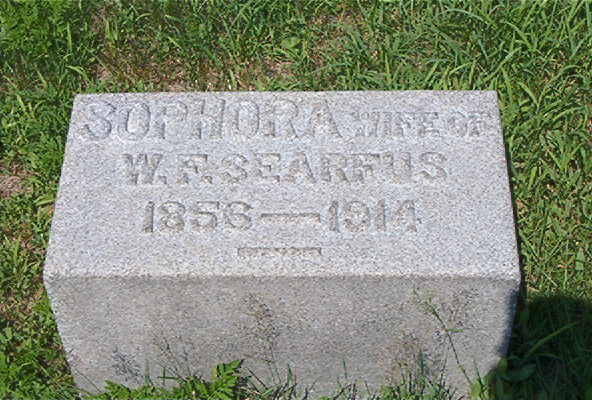 SOPHORA WIFE OF
W. F. SEARFUS
1856—1914